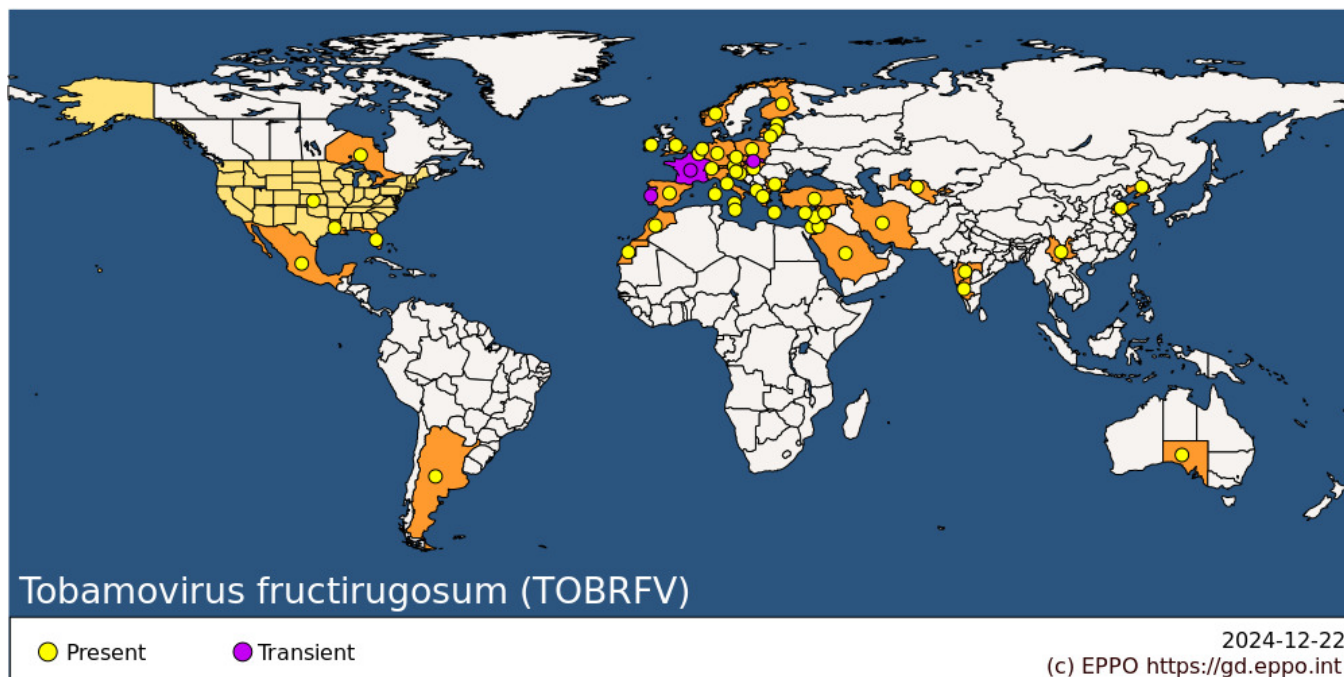 Tobamovirus fructirugosum (TOBRFV)
Present
Transient
2024-12-22
(c) EPPO https://gd.eppo.int